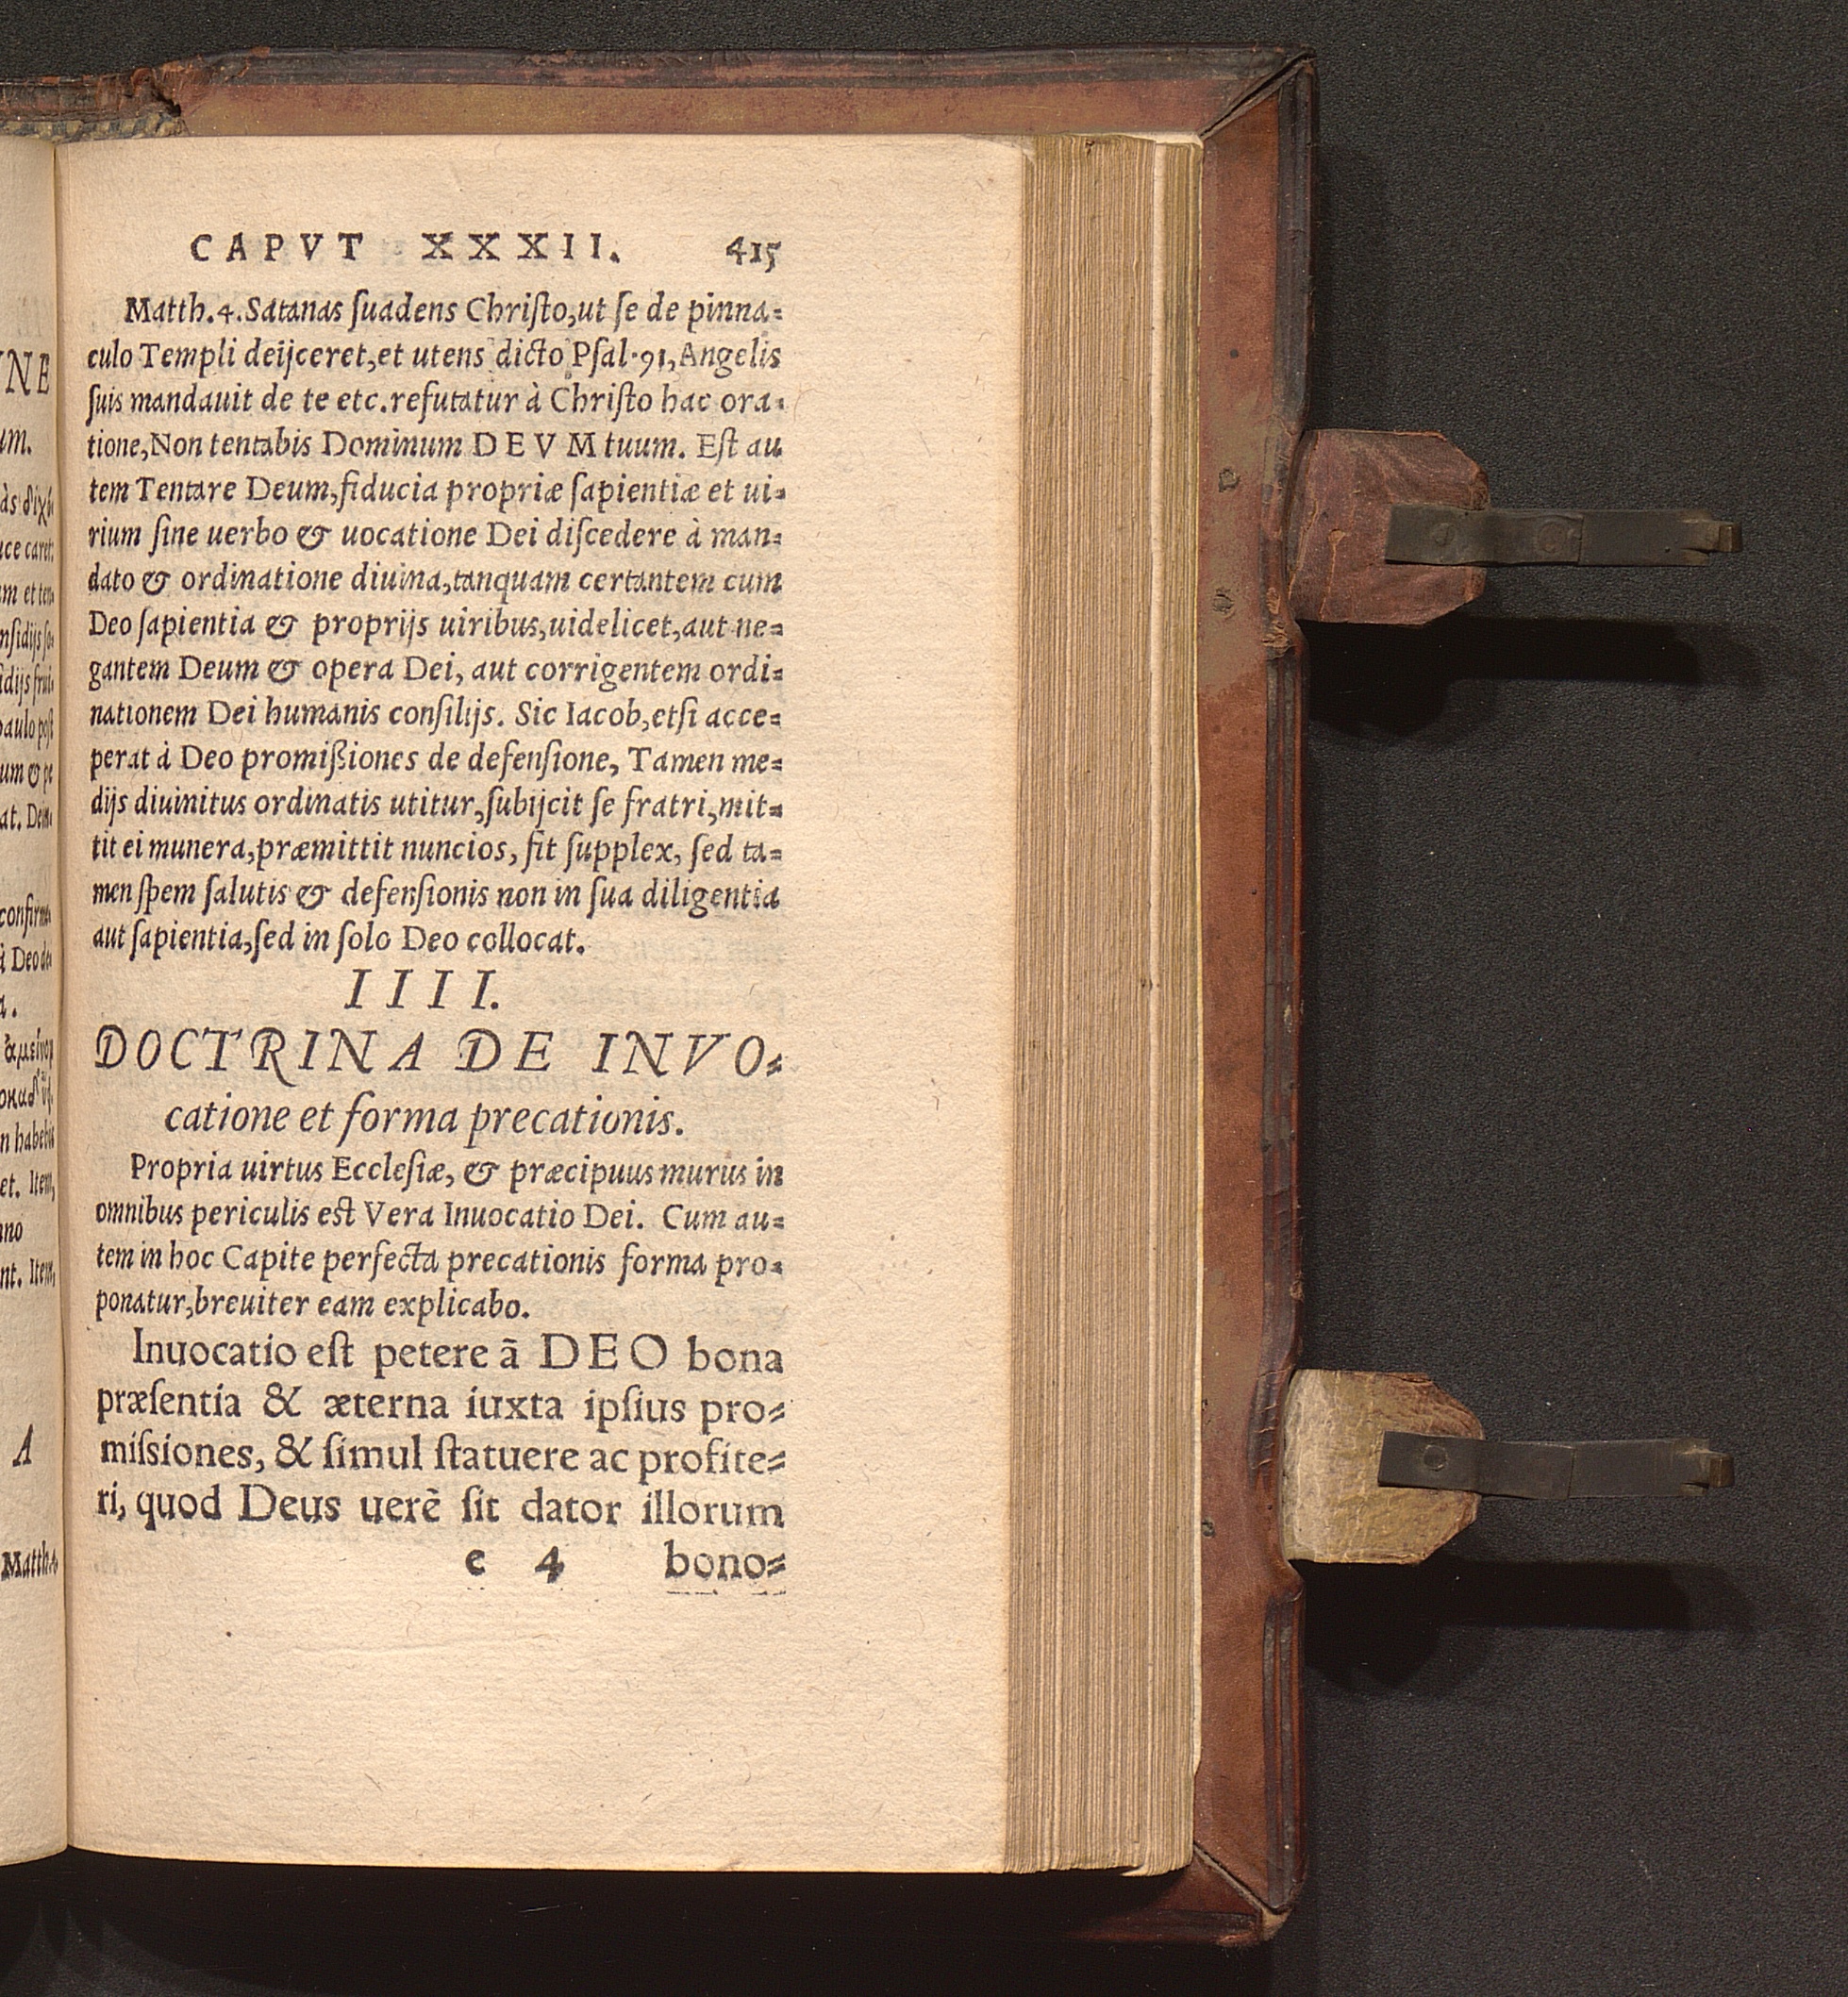 CAPVT XXXII. 415
Matth.4.Satanas ſuadens Chriſto,ut ſe de pinna=
culo Templi deijceret,et utens dicto Pſal.91,Angelis
ſuis mandauit de te etc.refutatur à Chriſto hac ora=
tione,Non tentabis Dominum DEVM tuum. Eſt au
tem Tentare Deum,fiducia propriæ ſapientiæ et ui=
rium ſine uerbo & uocatione Dei diſcedere à man=
dato & ordinatione diuina,tanquam certantem cum
Deo ſapientia & proprijs uiribus,uidelicet,aut ne=
gantem Deum & opera Dei, aut corrigentem ordi=
nationem Dei humanis conſilijs. Sic Iacob,etſi acce=
perat à Deo promißiones de defenſione, Tamen me=
dijs diuinitus ordinatis utitur,ſubijcit ſe fratri,mit=
tit ei munera,præmittit nuncios, fit ſupplex, ſed ta=
men ſpem ſalutis & defenſionis non in ſua diligentia
aut ſapientia,ſed in ſolo Deo collocat.
IIII.
DOCTRINA DE INVO=
catione et forma precationis.
Propria uirtus Eccleſiæ, & præcipuus murus in
omnibus periculis eſt Vera Inuocatio Dei. Cum au=
tem in hoc Capite perfecta precationis forma pro=
ponatur,breuiter eam explicabo.
Inuocatio eſt petere ã DEO bona
præſentia & æterna iuxta ipſius pro=
miſsiones, & ſimul ſtatuere ac profite=
ri, quod Deus uerẽ ſit dator illorum
e 4 bono=